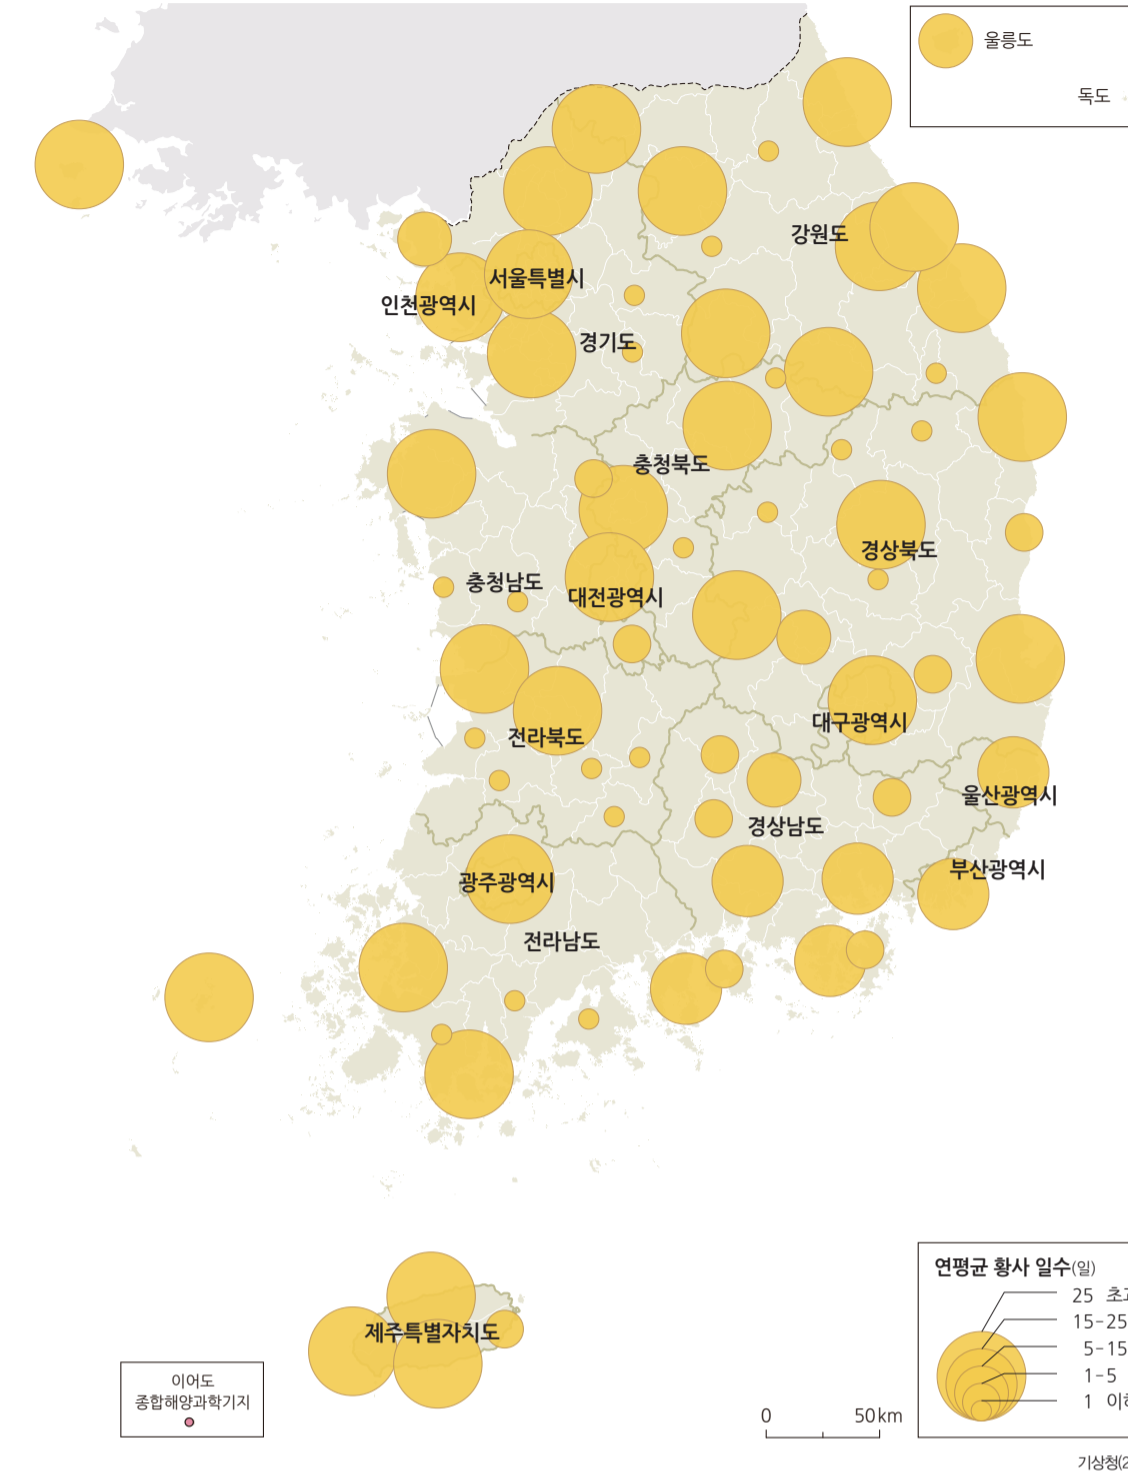 울릉도
독도
강원도
서울특별시
인천광역시
경기도
충청북도
경상북도
충청남도
대전광역시
전라북도
대구광역시
울산광역시
경상남도
부산광역시
광주광역시
전라남도
제주특별자치도
이어도
종합해양과학기지
연평균 황사 일수(일)
25
15-25
5-15
1-5
1
0 50km